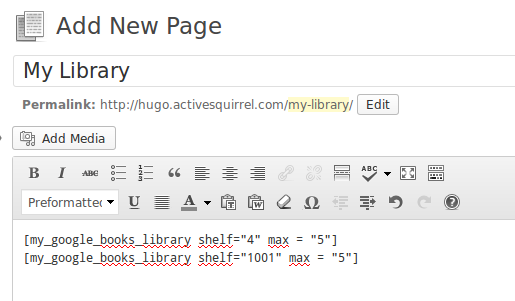 Add New Page
My Library
Permalink: http://hugo.activesquirrel.com/my-library/ Edit
Add Media
B I ABC “ ABC
Preformatted U A T W Ω ?
[my_google_books_library shelf="4" max = "5"]
[my_google_books_library shelf="1001" max = "5"]